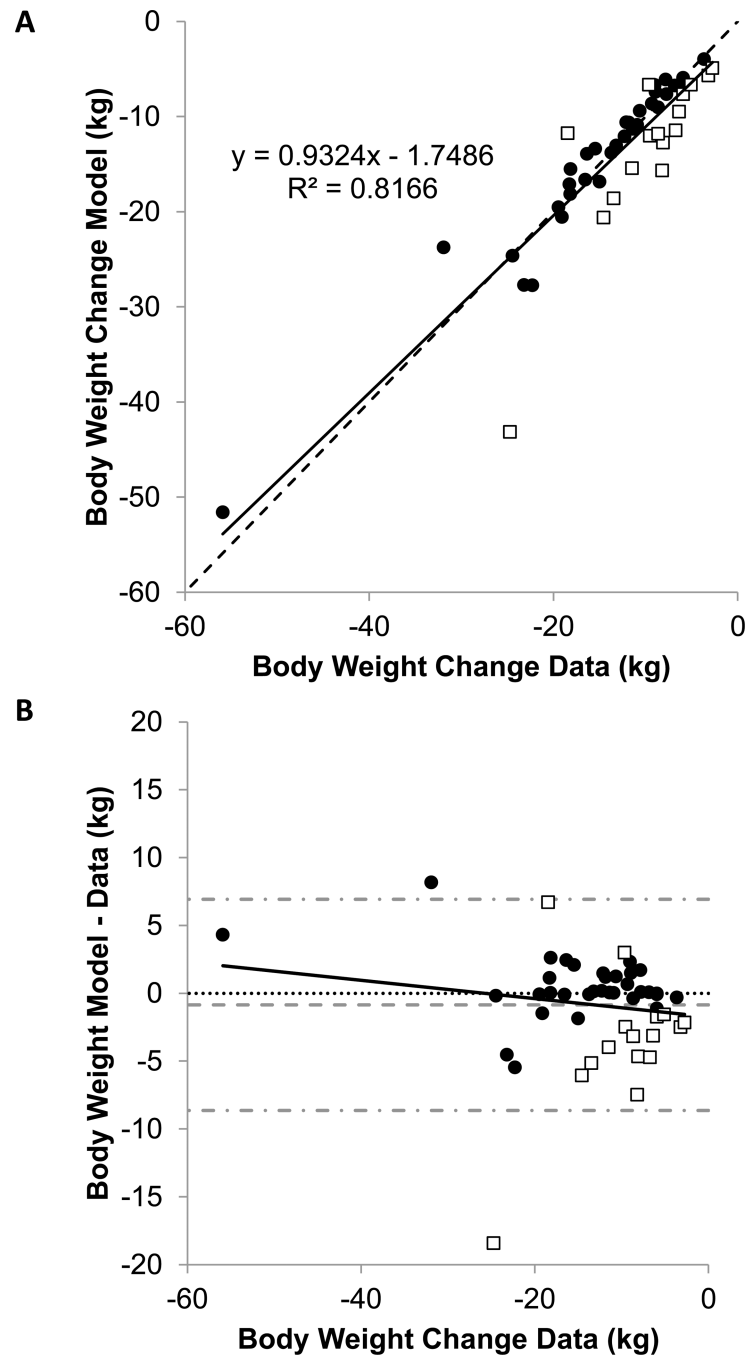 A
0
-10
-20
-30
-40
-50
-60
y = 0.9324x - 1.7486
R² = 0.8166
Body Weight Change Model (kg)
-60 -40 -20 0
Body Weight Change Data (kg)
B
20
15
10
5
0
-5
-10
-15
-20
Body Weight Model - Data (kg)
-60 -40 -20 0
Body Weight Change Data (kg)